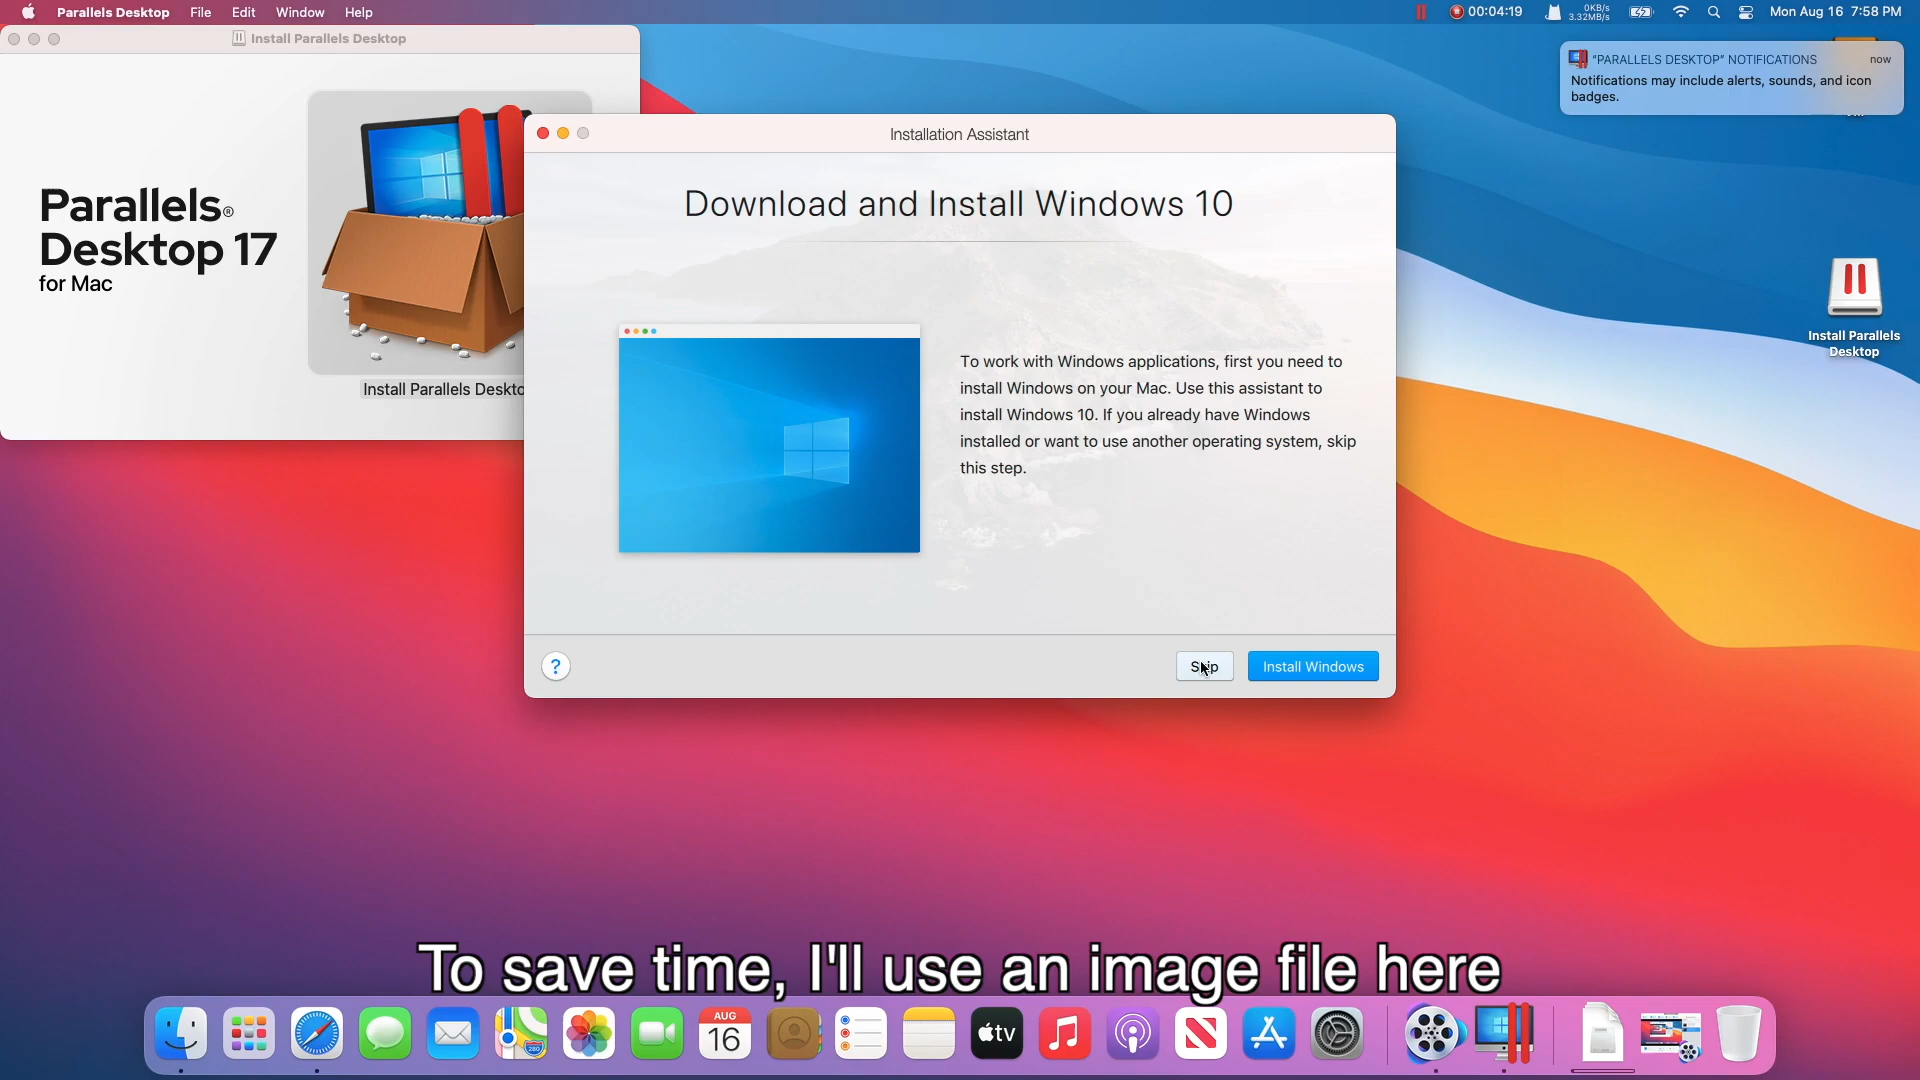 Parallels Desktop File Edit Window Help
00:04:19 0KB/s Mon Aug 16 7:58 PM
3.32MB/s
Install Parallels Desktop
"PARALLELS DESKTOP" NOTIFICATIONS now
Notifications may include alerts, sounds, and icon
badges.
Parallels®
Desktop 17
for Mac
Install Parallels Deskto
Installation Assistant
Download and Install Windows 10
To work with Windows applications, first you need to
install Windows on your Mac. Use this assistant to
install Windows 10. If you already have Windows
installed or want to use another operating system, skip
this step.
? Skip Install Windows
Install Parallels
Desktop
To save time, I'll use an image file here
AUG
16
tv
280